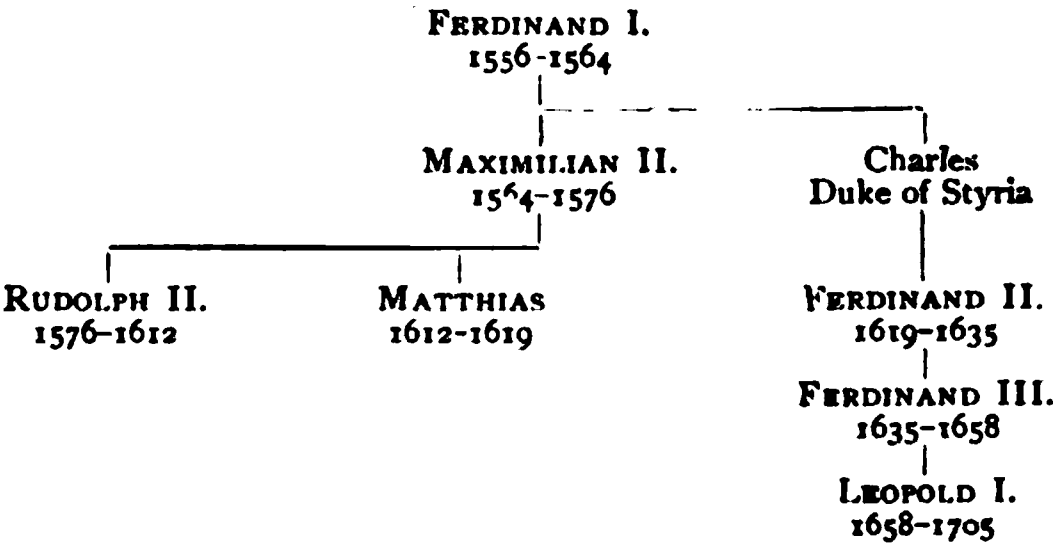 FERDINAND I.
1556-1564
MAXIMILIAN II.
1564-1576
Charles
Duke of Styria
RUDOLPH II.
1576-1612
MATTHIAS
1612-1619
FERDINAND II.
1619-1635
FERDINAND III.
1635-1658
LEOPOLD I.
1658-1705